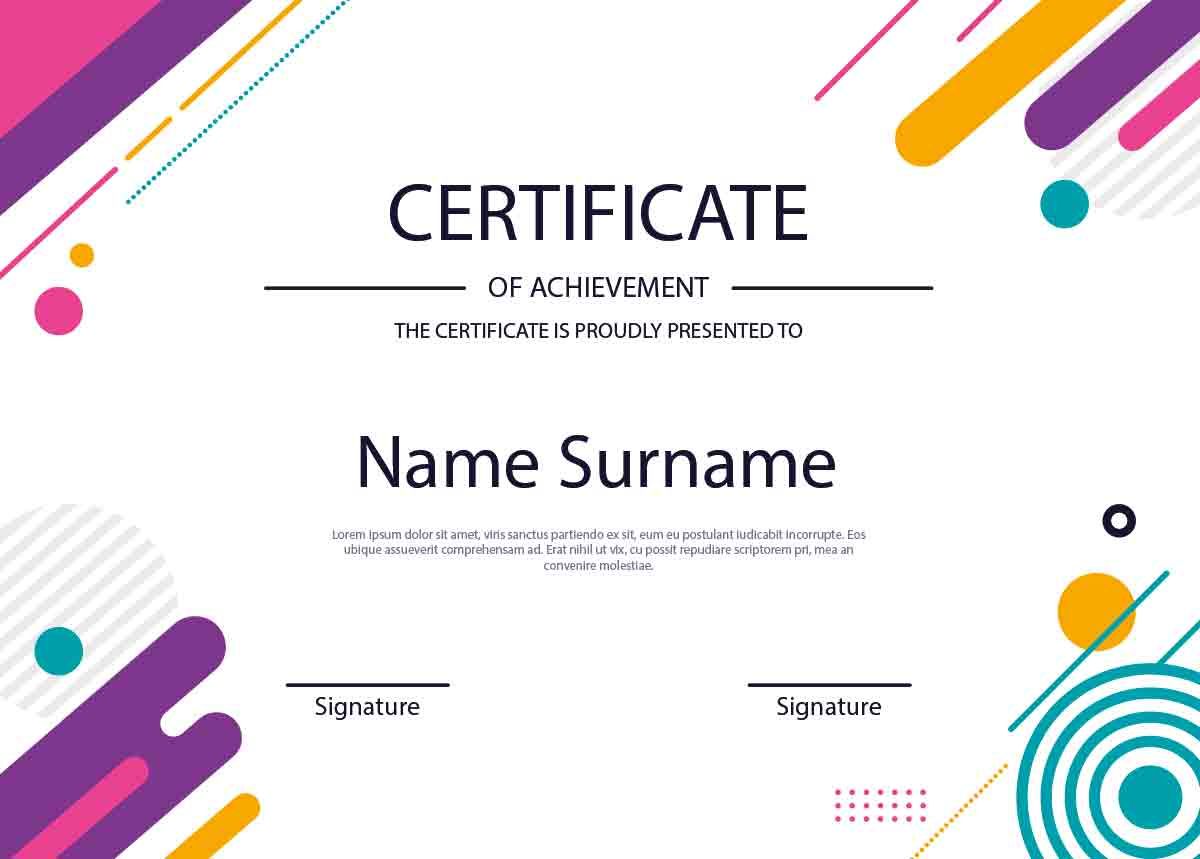 CERTIFICATE
OF ACHIEVEMENT
THE CERTIFICATE IS PROUDLY PRESENTED TO
Name Surname
Lorem ipsum dolor sit amet, viris sanctus partiendo ex sit, eum eu postulant iudicabit incorrupte. Eos
ubique assueverit comprehensam ad. Erat nihil ut vix, cu possit repudiare scriptorem pri, mea an
convenire molestiae.
Signature
Signature